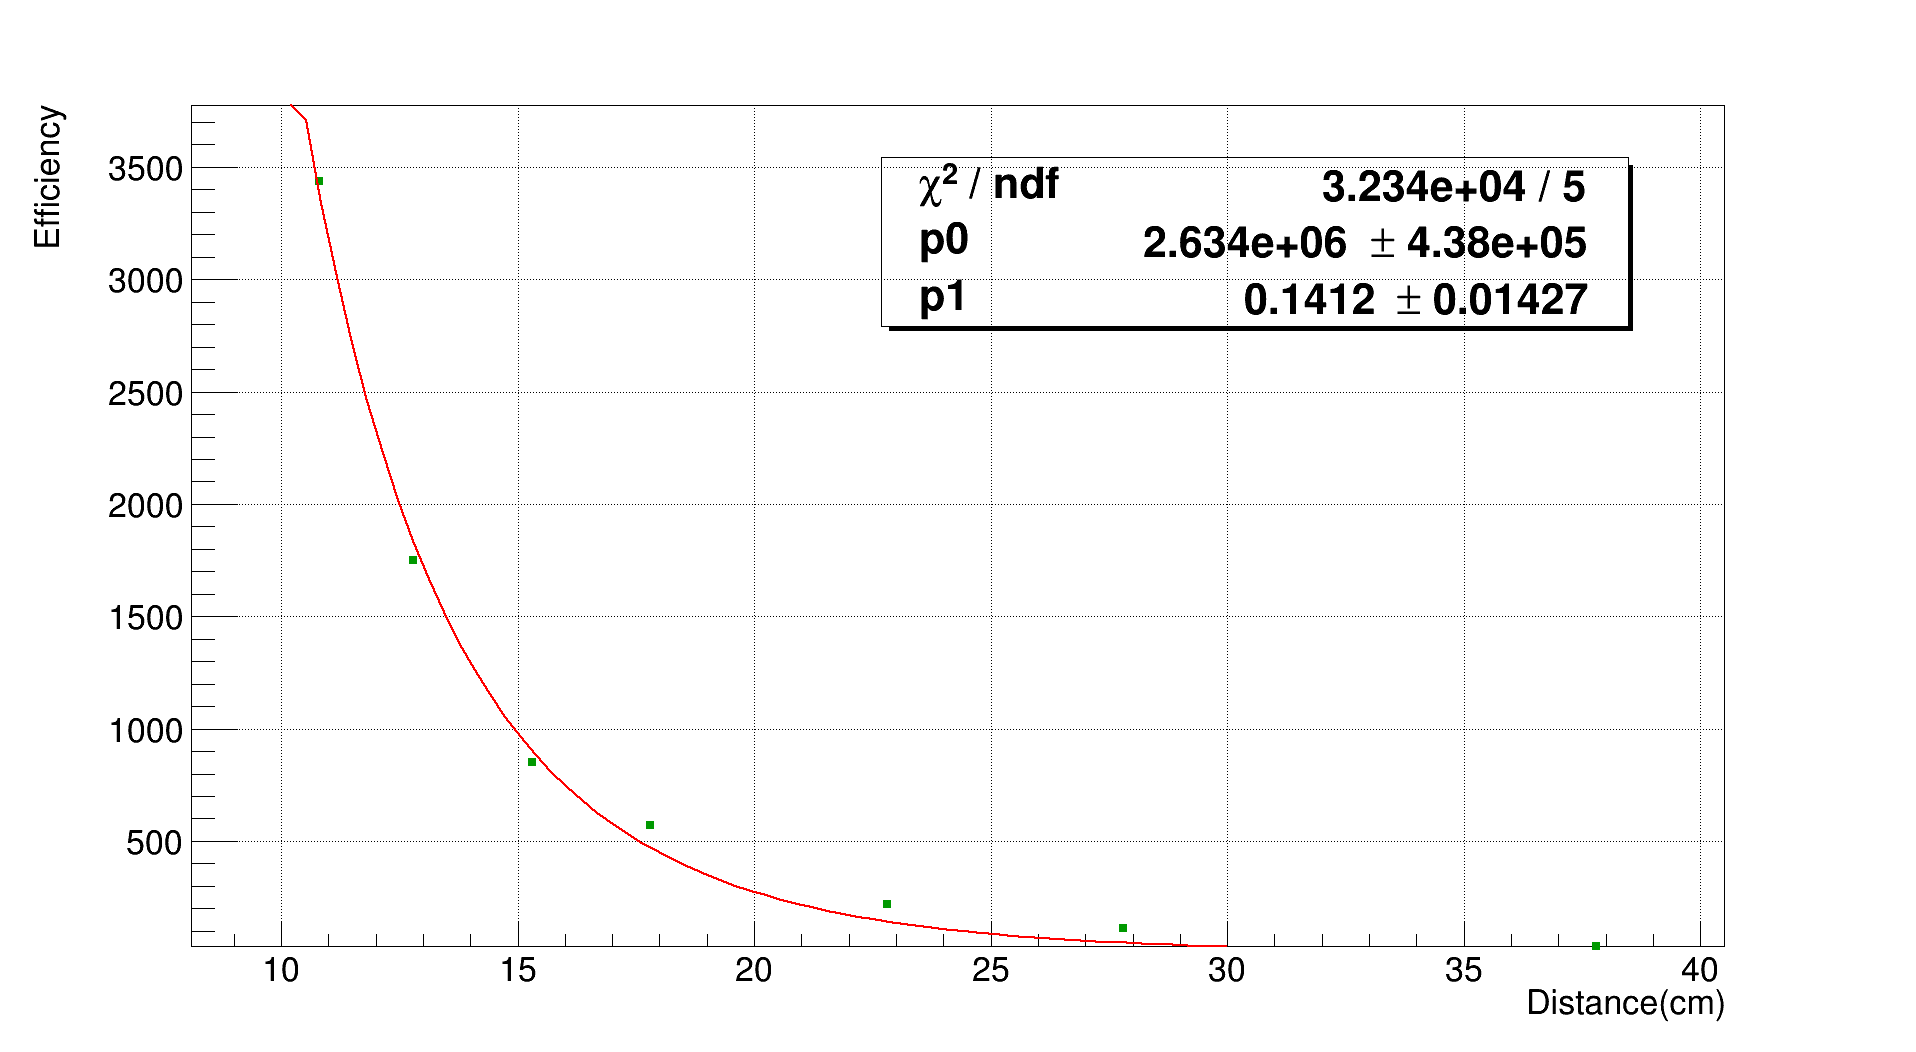 Efficiency
3500
3000
2500
2000
1500
1000
500
χ² / ndf 3.234e+04 / 5
p0 2.634e+06 ± 4.38e+05
p1 0.1412 ± 0.01427
10 15 20 25 30 35 40
Distance(cm)